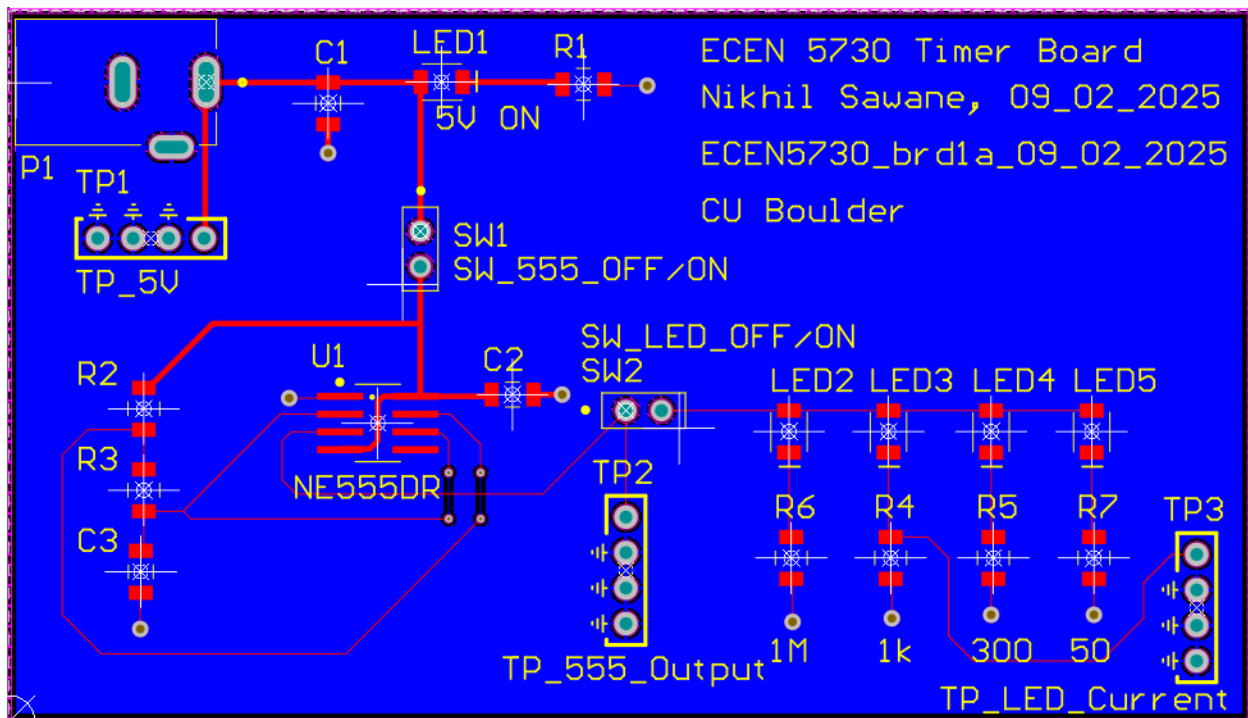 C1
LED1
R1
5V ON
ECEN 5730 Timer Board
Nikhil Sawane, 09_02_2025
ECEN5730_brd1a_09_02_2025
CU Boulder
P1
TP1
TP_5V
SW1
SW_555_OFF/ON
R2
R3
C3
U1
NE555DR
C2
SW_LED_OFF/ON
SW2
LED2 LED3 LED4 LED5
TP2
R6 R4 R5 R7
TP3
1M 1k 300 50
TP_555_Output
TP_LED_Current